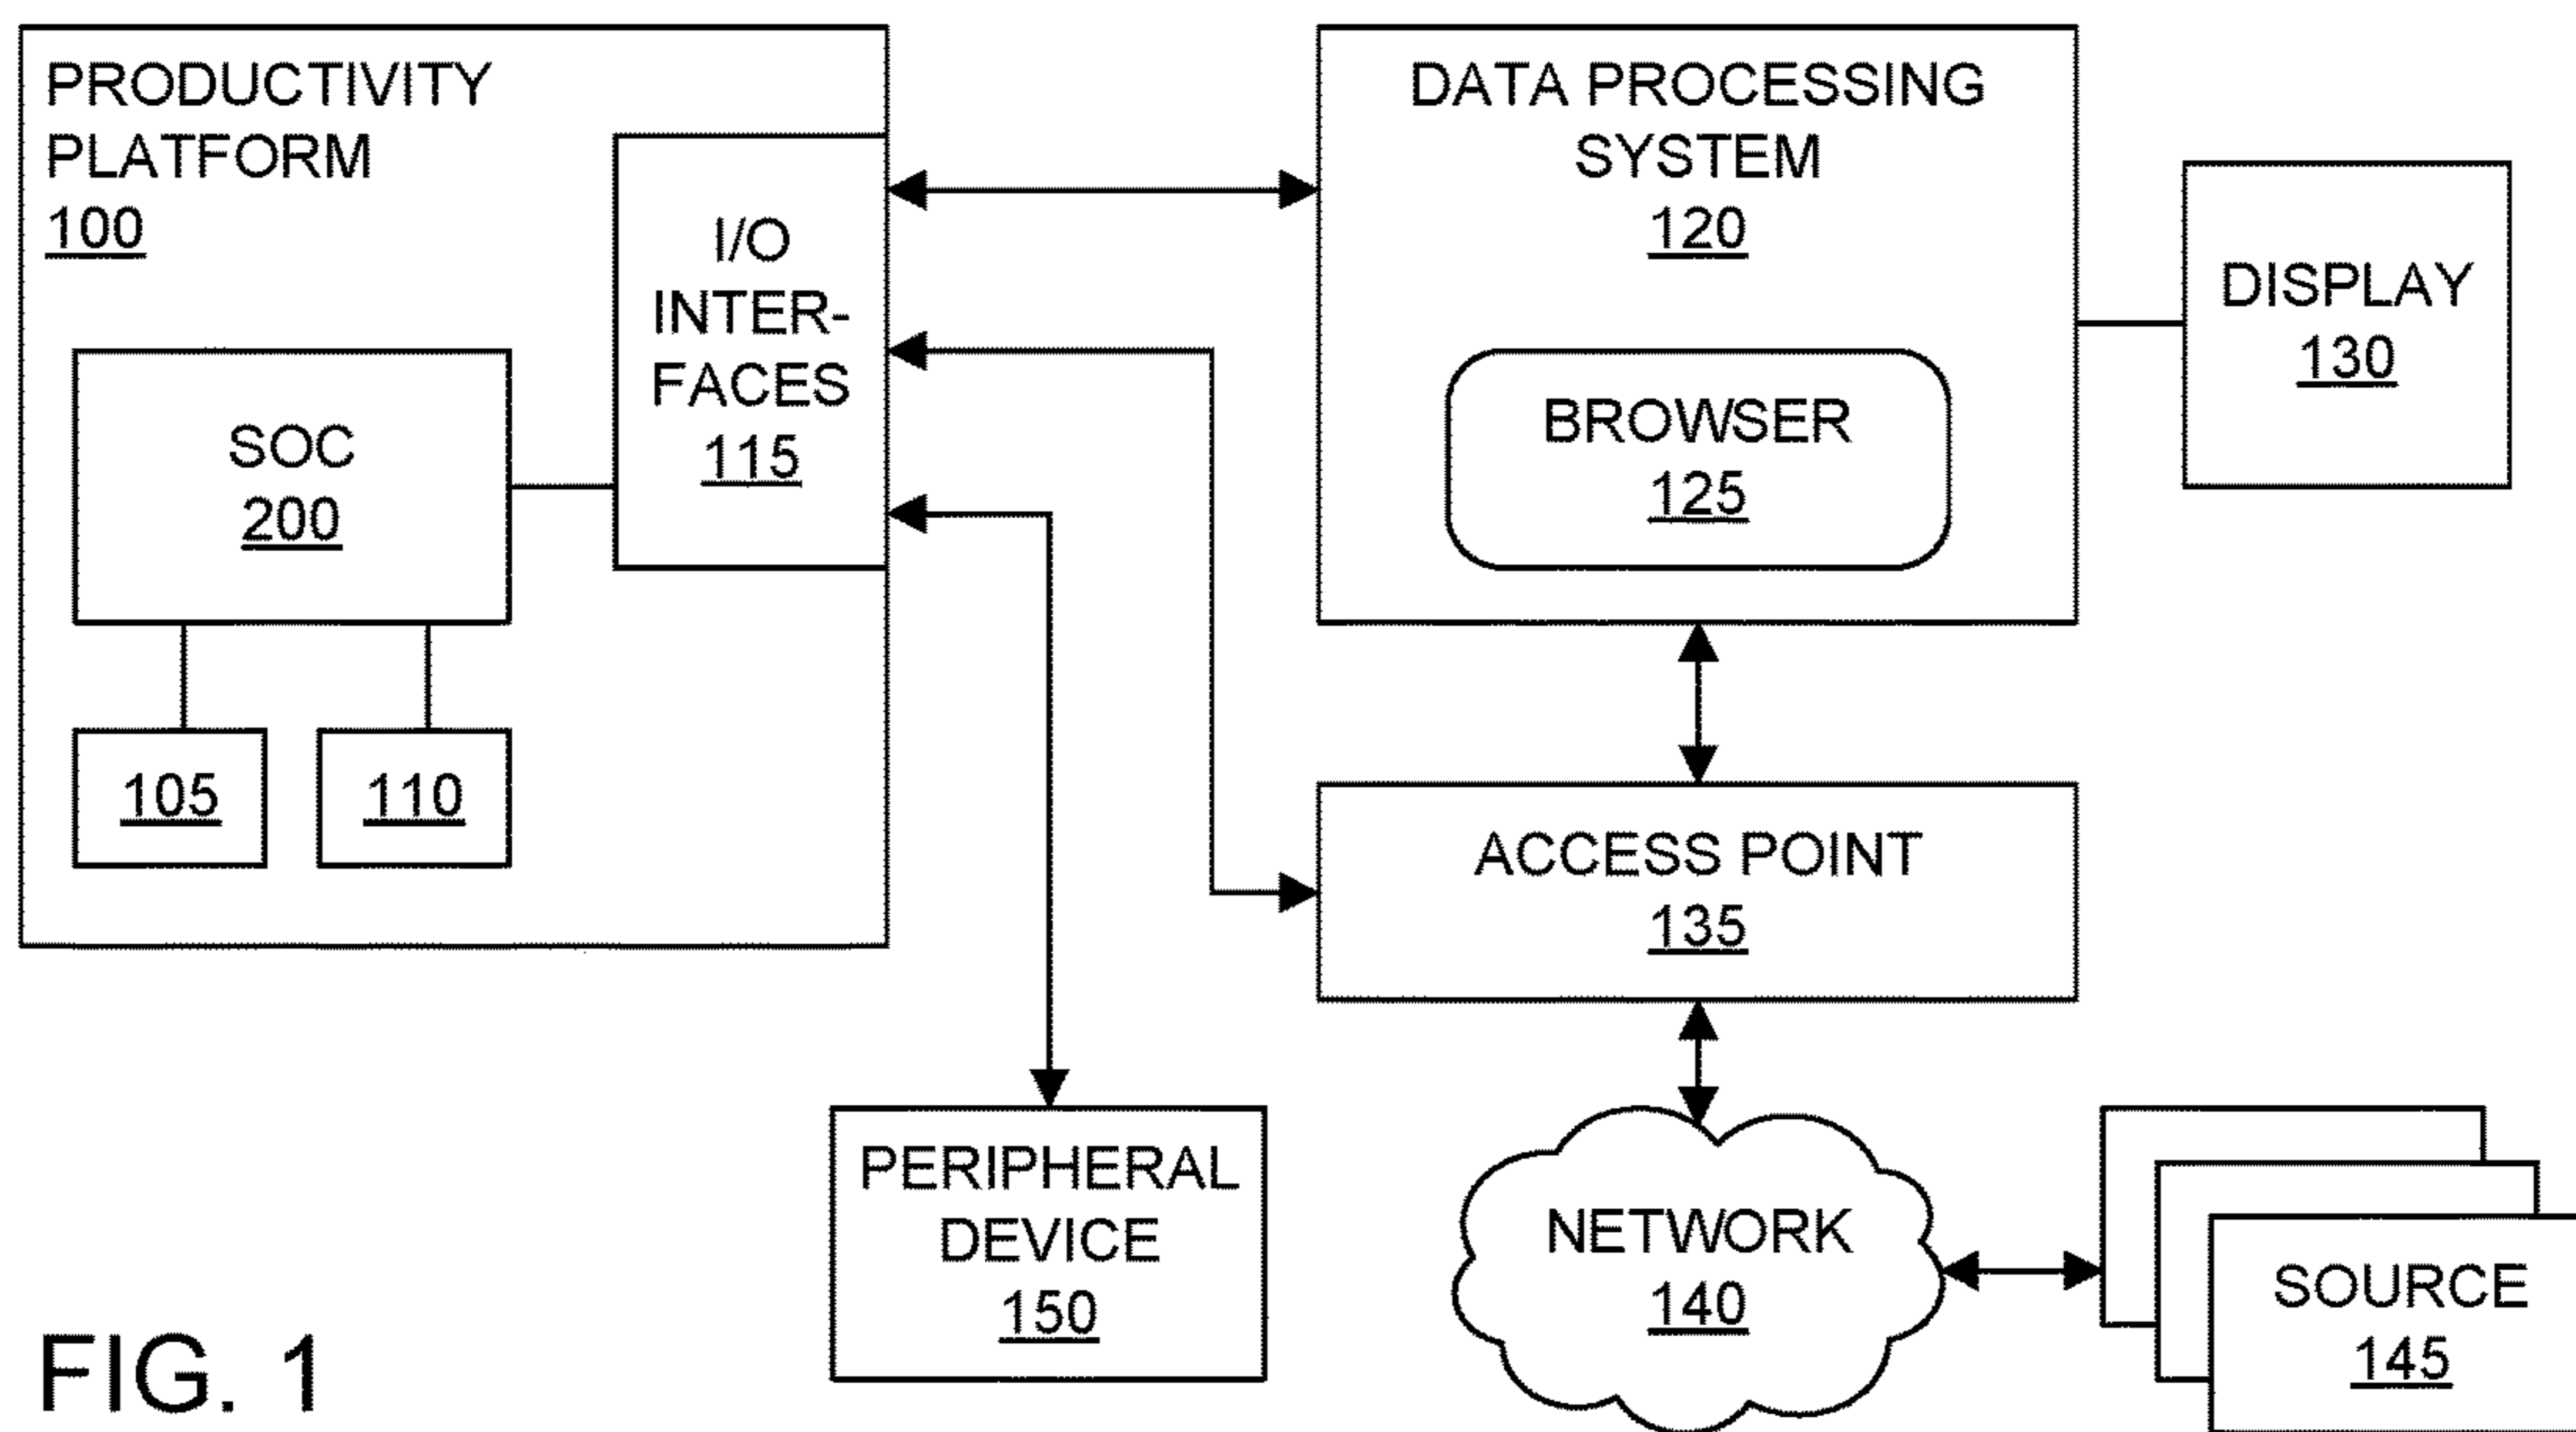 PRODUCTIVITY
PLATFORM
100
I/O
INTER-
FACES
115
SOC
200
105
110
DATA PROCESSING
SYSTEM
120
BROWSER
125
DISPLAY
130
ACCESS POINT
135
PERIPHERAL
DEVICE
150
NETWORK
140
SOURCE
145
FIG. 1